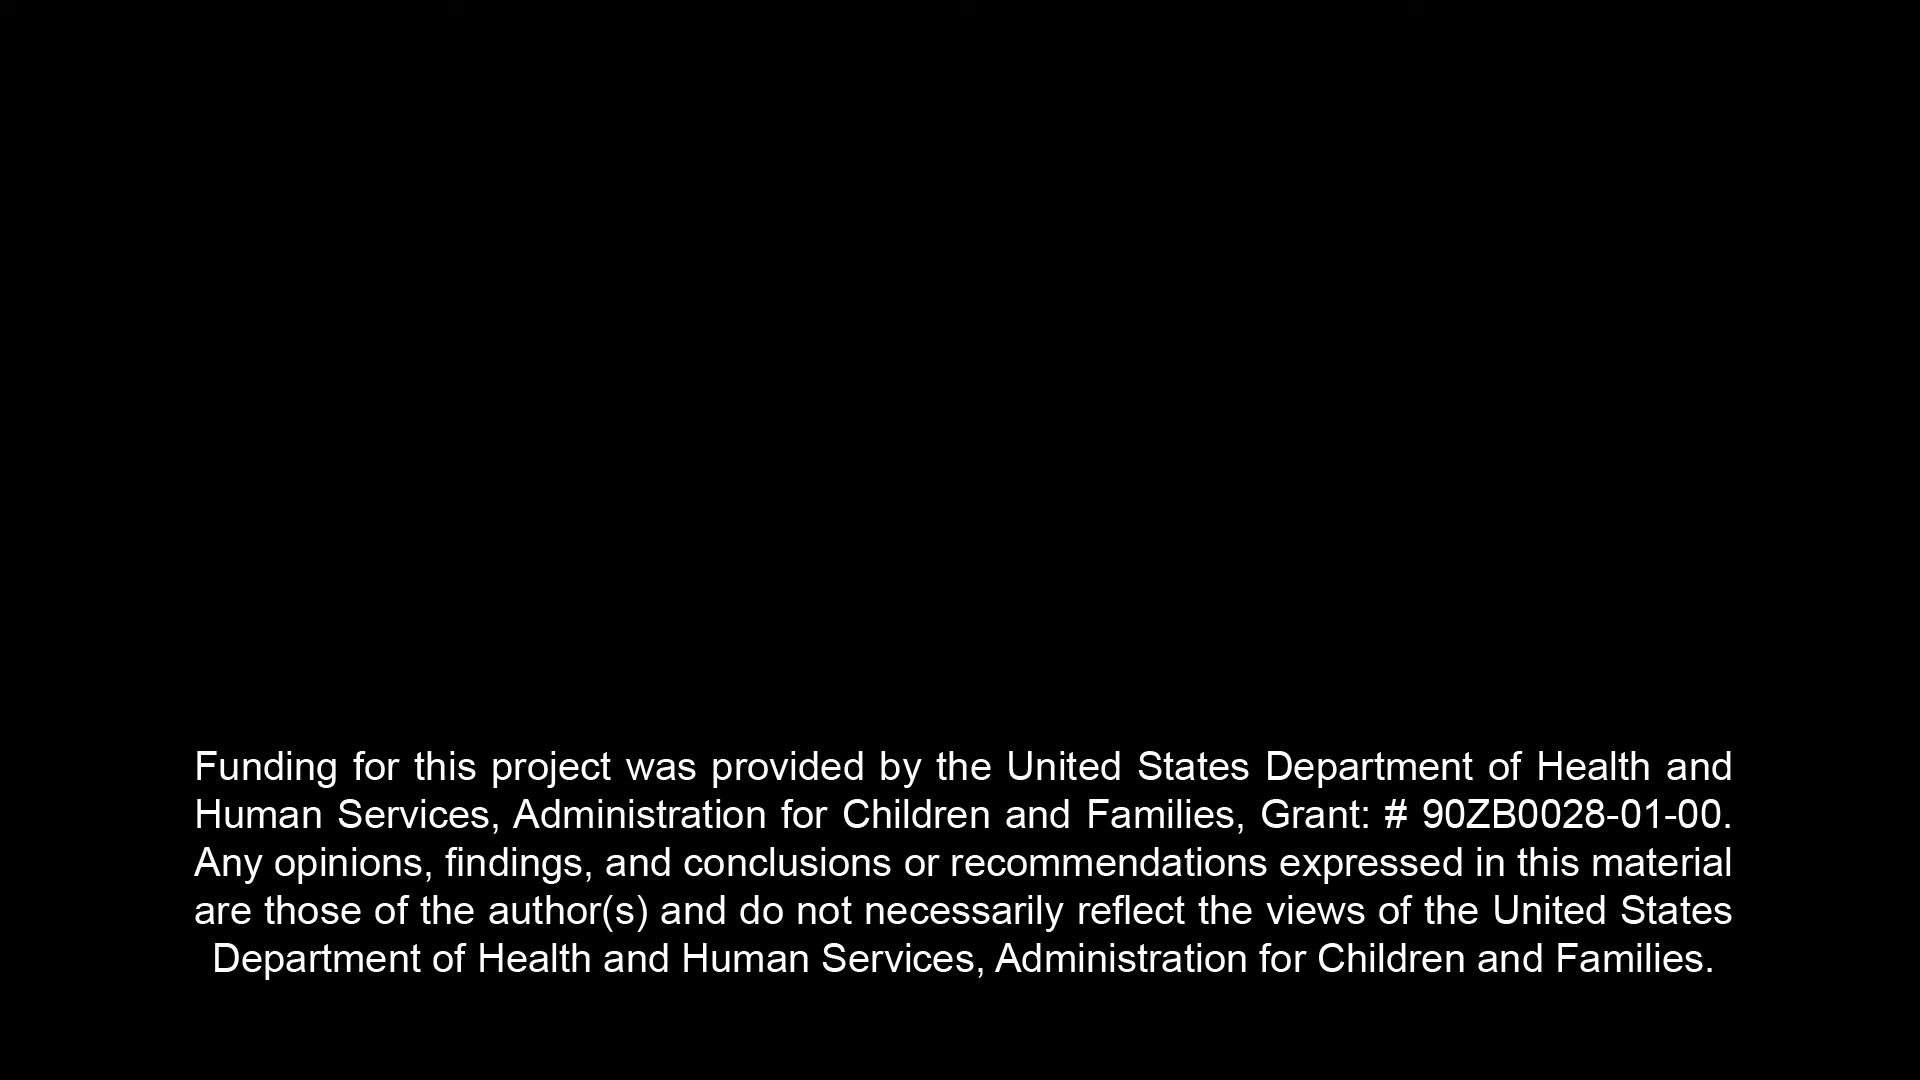 Funding for this project was provided by the United States Department of Health and
Human Services, Administration for Children and Families, Grant: # 90ZB0028-01-00.
Any opinions, findings, and conclusions or recommendations expressed in this material
are those of the author(s) and do not necessarily reflect the views of the United States
Department of Health and Human Services, Administration for Children and Families.